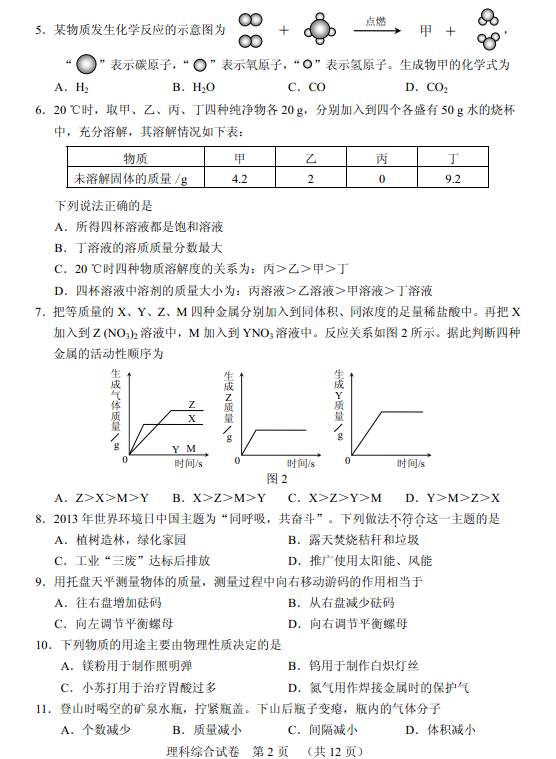 5．某物质发生化学反应的示意图为 + 点燃 甲 + ，
“ ”表示碳原子，“ ”表示氧原子，“ ”表示氢原子。生成物甲的化学式为
A．H₂ B．H₂O C．CO D．CO₂
6．20 ℃时，取甲、乙、丙、丁四种纯净物各 20 g，分别加入到四个各盛有 50 g 水的烧杯
中，充分溶解，其溶解情况如下表：
物质 甲 乙 丙 丁
未溶解固体的质量 /g 4.2 2 0 9.2
下列说法正确的是
A．所得四杯溶液都是饱和溶液
B．丁溶液的溶质质量分数最大
C．20 ℃时四种物质溶解度的关系为：丙＞乙＞甲＞丁
D．四杯溶液中溶剂的质量大小为：丙溶液＞乙溶液＞甲溶液＞丁溶液
7．把等质量的 X、Y、Z、M 四种金属分别加入到同体积、同浓度的足量稀盐酸中。再把 X
加入到 Z (NO₃)₂ 溶液中，M 加入到 YNO₃ 溶液中。反应关系如图 2 所示。据此判断四种
金属的活动性顺序为
生成气体质量/g Z X Y M 0 时间/s
生成Z质量/g 0 时间/s
生成Y质量/g 0 时间/s
图 2
A．Z＞X＞M＞Y B．X＞Z＞M＞Y C．X＞Z＞Y＞M D．Y＞M＞Z＞X
8．2013 年世界环境日中国主题为“同呼吸，共奋斗”。下列做法不符合这一主题的是
A．植树造林，绿化家园 B．露天焚烧秸秆和垃圾
C．工业“三废”达标后排放 D．推广使用太阳能、风能
9．用托盘天平测量物体的质量，测量过程中向右移动游码的作用相当于
A．往右盘增加砝码 B．从右盘减少砝码
C．向左调节平衡螺母 D．向右调节平衡螺母
10．下列物质的用途主要由物理性质决定的是
A．镁粉用于制作照明弹 B．钨用于制作白炽灯丝
C．小苏打用于治疗胃酸过多 D．氮气用作焊接金属时的保护气
11．登山时喝空的矿泉水瓶，拧紧瓶盖。下山后瓶子变瘪，瓶内的气体分子
A．个数减少 B．质量减小 C．间隔减小 D．体积减小
理科综合试卷 第 2 页 （共 12 页）